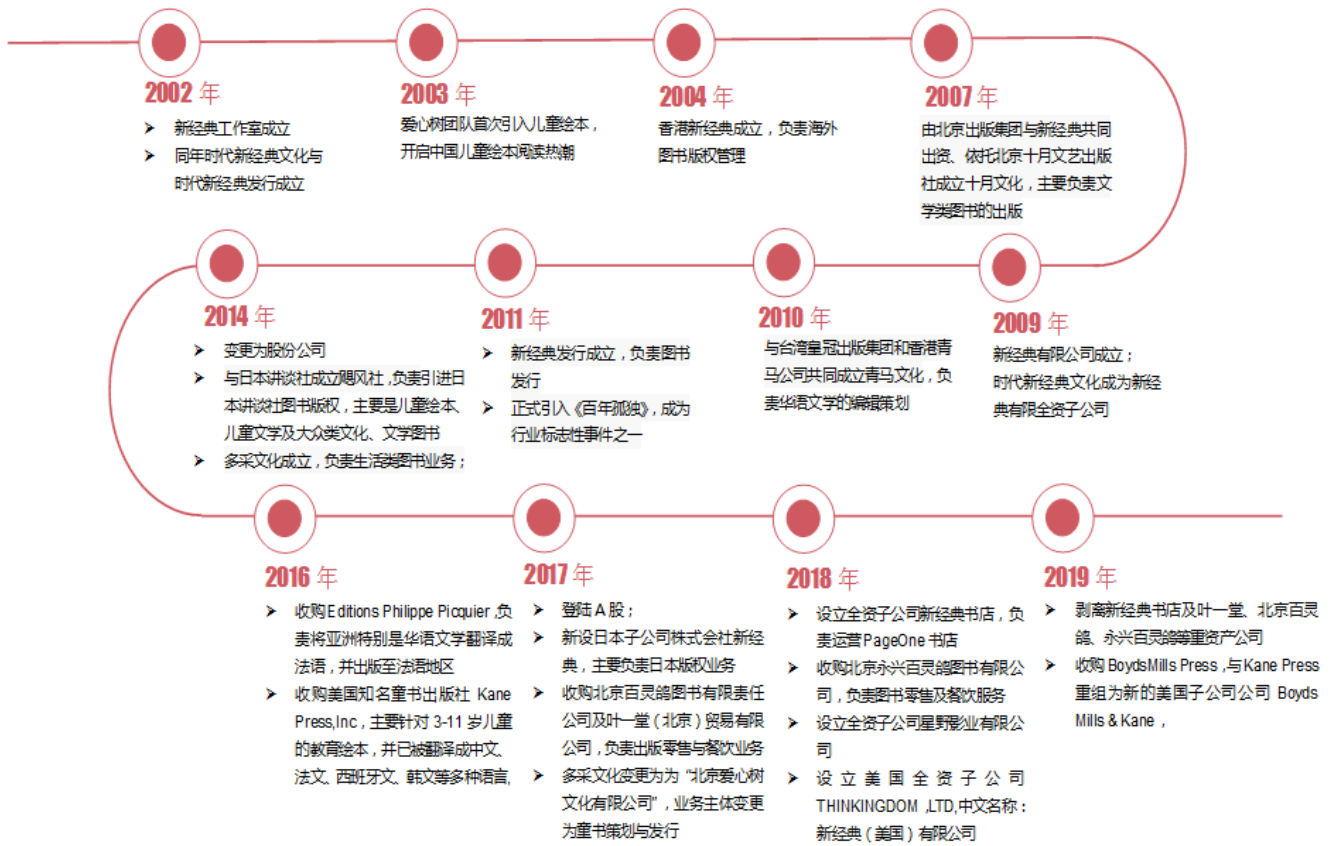 2002 年
➢ 新经典工作室成立
➢ 同年时代新经典文化与
时代新经典发行成立
2003 年
爱心树团队首次引入儿童绘本，
开启中国儿童绘本阅读热潮
2004 年
香港新经典成立，负责海外
图书版权管理
2007 年
由北京出版集团与新经典共同
出资、依托北京十月文艺出版
社成立十月文化，主要负责文
学类图书的出版
2014 年
➢ 变更为股份公司
➢ 与日本讲谈社成立飓风社，负责引进日
本讲谈社图书版权，主要是儿童绘本、
儿童文学及大众类文化、文学图书
➢ 多采文化成立，负责生活类图书业务；
2011 年
➢ 新经典发行成立，负责图书
发行
➢ 正式引入《百年孤独》，成为
行业标志性事件之一
2010 年
与台湾皇冠出版集团和香港青
马公司共同成立青马文化，负
责华语文学的编辑策划
2009 年
新经典有限公司成立；
时代新经典文化成为新经
典有限全资子公司
2016 年
➢ 收购Editions Philippe Picquier,负
责将亚洲特别是华语文学翻译成
法语，并出版至法语地区
➢ 收购美国知名童书出版社 Kane
Press,Inc，主要针对 3-11 岁儿童
的教育绘本，并已被翻译成中文、
法文、西班牙文、韩文等多种语言,
2017 年
➢ 登陆 A 股；
➢ 新设日本子公司株式会社新经
典，主要负责日本版权业务
➢ 收购北京百灵鸽图书有限责任
公司及叶一堂（北京）贸易有限
公司，负责出版零售与餐饮业务
➢ 多采文化变更为为“北京爱心树
文化有限公司”，业务主体变更
为童书策划与发行
2018 年
➢ 设立全资子公司新经典书店，负
责运营 PageOne 书店
➢ 收购北京永兴百灵鸽图书有限公
司，负责图书零售及餐饮服务
➢ 设立全资子公司星野影业有限公
司
➢ 设立美国全资子公司
THINKINGDOM ,LTD,中文名称：
新经典（美国）有限公司
2019 年
➢ 剥离新经典书店及叶一堂、北京百灵
鸽、永兴百灵鸽等重资产公司
➢ 收购 BoydsMills Press，与Kane Press
重组为新的美国子公司公司 Boyds
Mills & Kane，